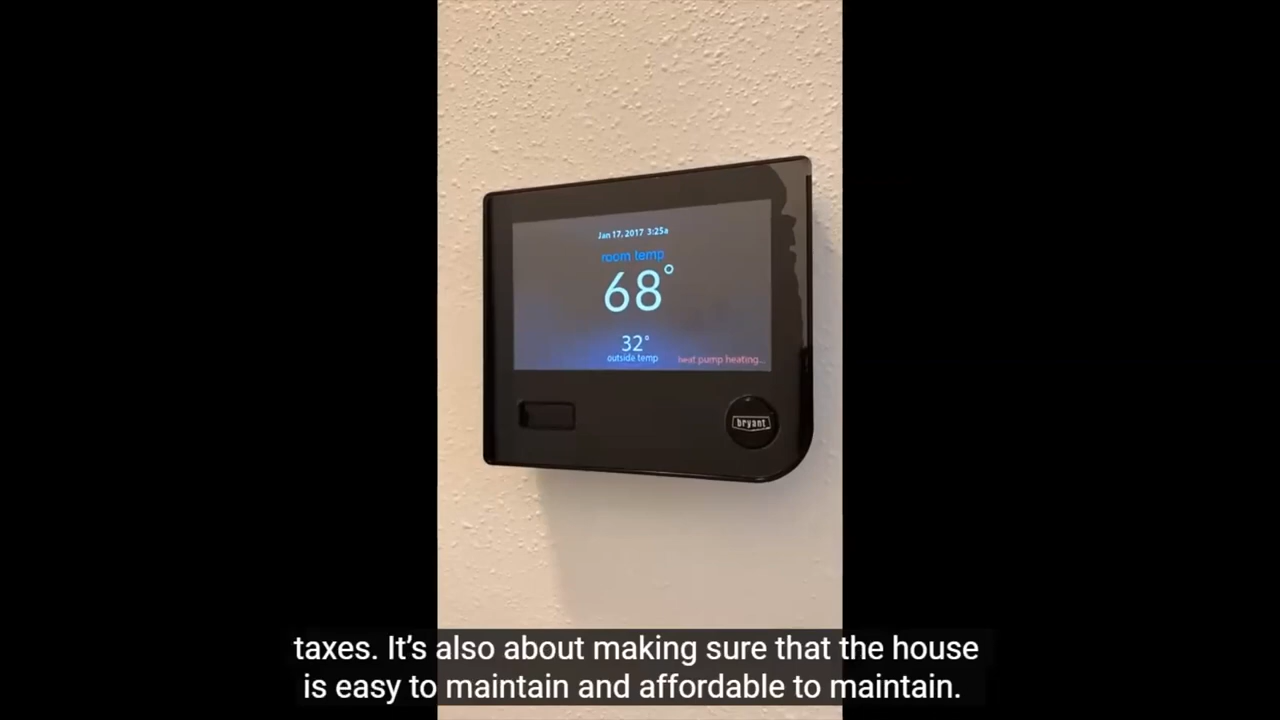 Jan 17, 2017 3:25a
room temp
68°
32°
outside temp
heat pump heating...
bryant
taxes. It's also about making sure that the house
is easy to maintain and affordable to maintain.